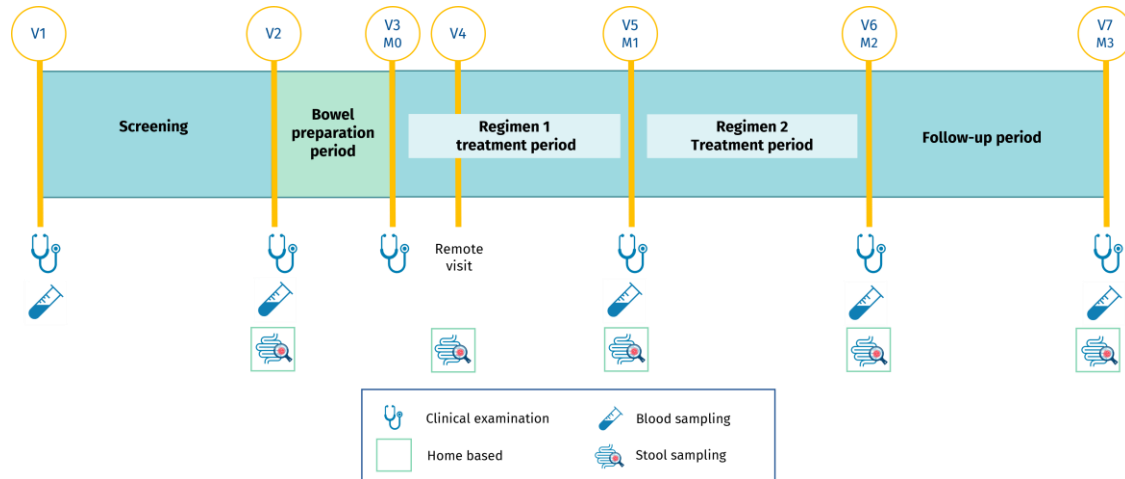 V1
V2
V3
M0
V4
V5
M1
V6
M2
V7
M3
Screening
Bowel
preparation
period
Regimen 1
treatment period
Regimen 2
Treatment period
Follow-up period
Remote
visit
Clinical examination
Blood sampling
Home based
Stool sampling